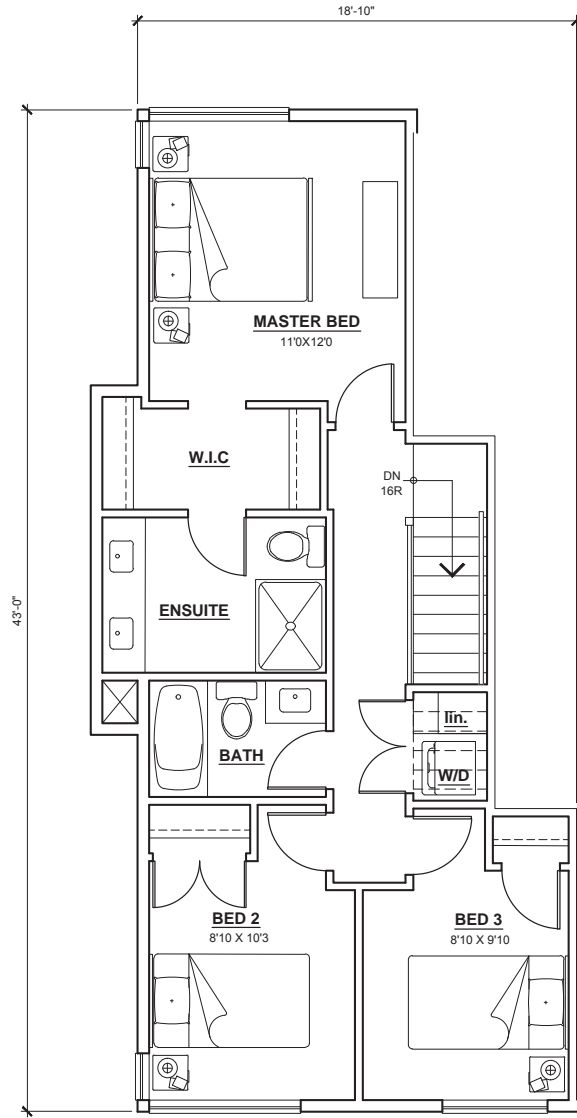 18'-10"
MASTER BED
11'0X12'0
W.I.C
DN
16R
43'-0"
ENSUITE
lin.
BATH
W/D
BED 2
8'10 X 10'3
BED 3
8'10 X 9'10